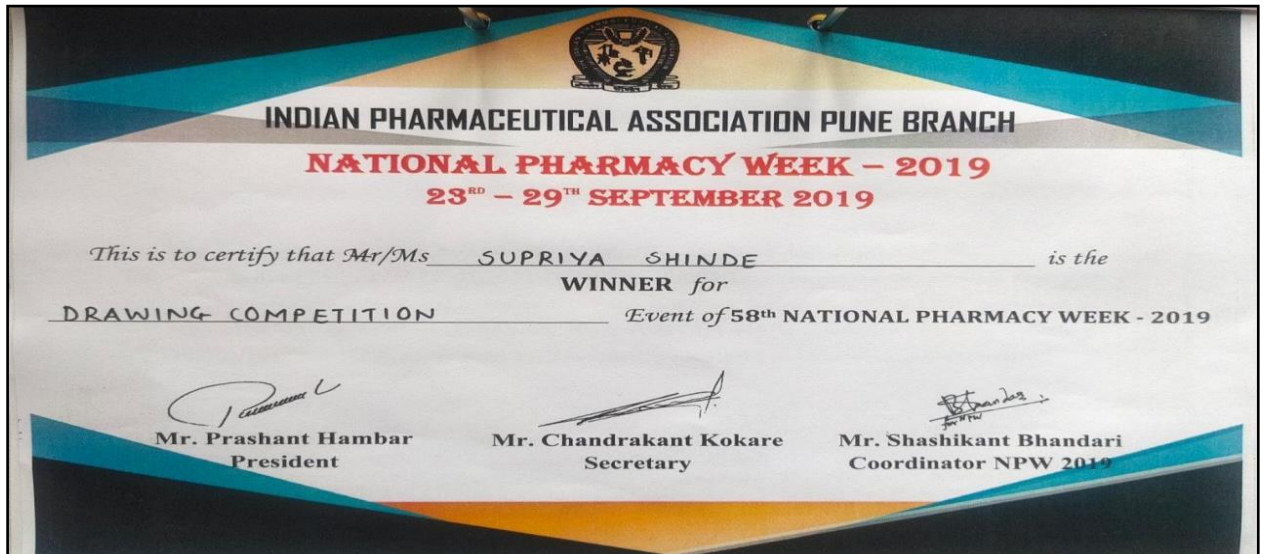 INDIAN PHARMACEUTICAL ASSOCIATION PUNE BRANCH
NATIONAL PHARMACY WEEK – 2019
23RD – 29TH SEPTEMBER 2019
This is to certify that Mr/Ms SUPRIYA SHINDE is the
WINNER for
DRAWING COMPETITION Event of 58th NATIONAL PHARMACY WEEK - 2019
for NPW
Mr. Prashant Hambar Mr. Chandrakant Kokare Mr. Shashikant Bhandari
President Secretary Coordinator NPW 2019